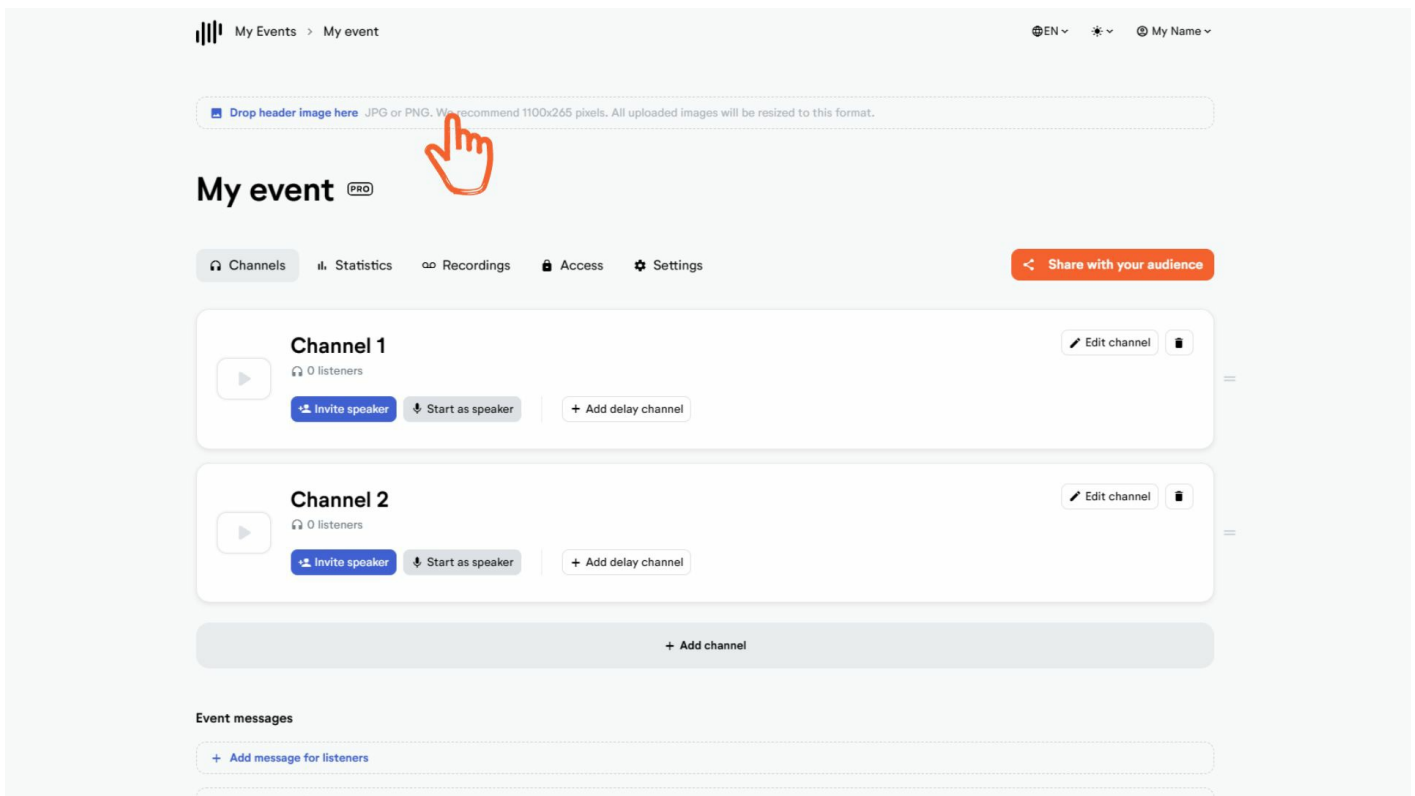 My Events > My event
EN
My Name
Drop header image here JPG or PNG. We recommend 1100x265 pixels. All uploaded images will be resized to this format.
My event PRO
Channels Statistics Recordings Access Settings Share with your audience
Channel 1
0 listeners
Edit channel
Invite speaker Start as speaker + Add delay channel
Channel 2
0 listeners
Edit channel
Invite speaker Start as speaker + Add delay channel
+ Add channel
Event messages
+ Add message for listeners